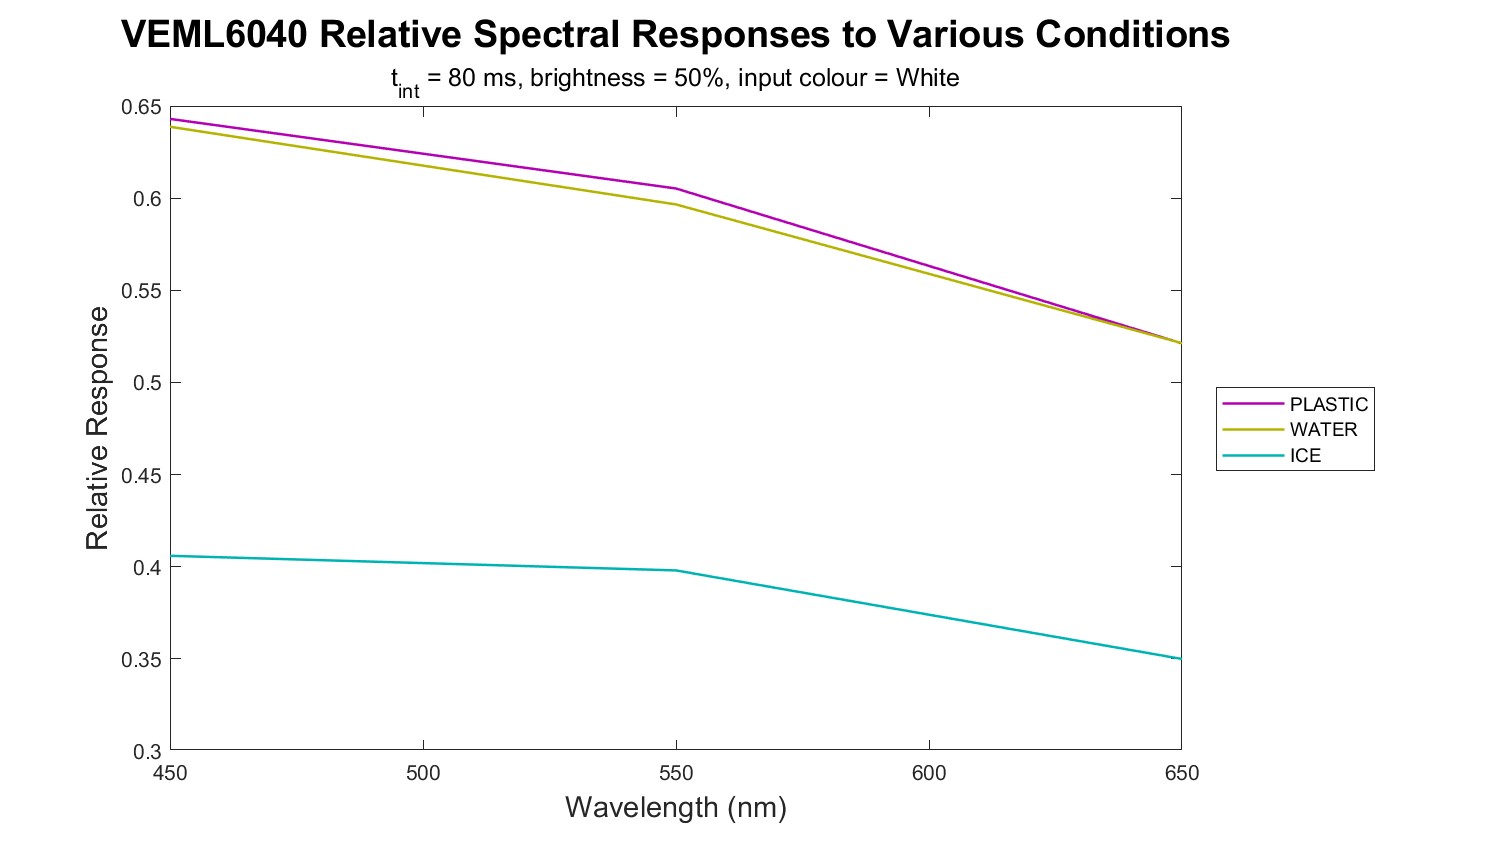 VEML6040 Relative Spectral Responses to Various Conditions
tint = 80 ms, brightness = 50%, input colour = White
0.65
0.6
0.55
0.5
0.45
0.4
0.35
0.3
Relative Response
450 500 550 600 650
Wavelength (nm)
PLASTIC
WATER
ICE